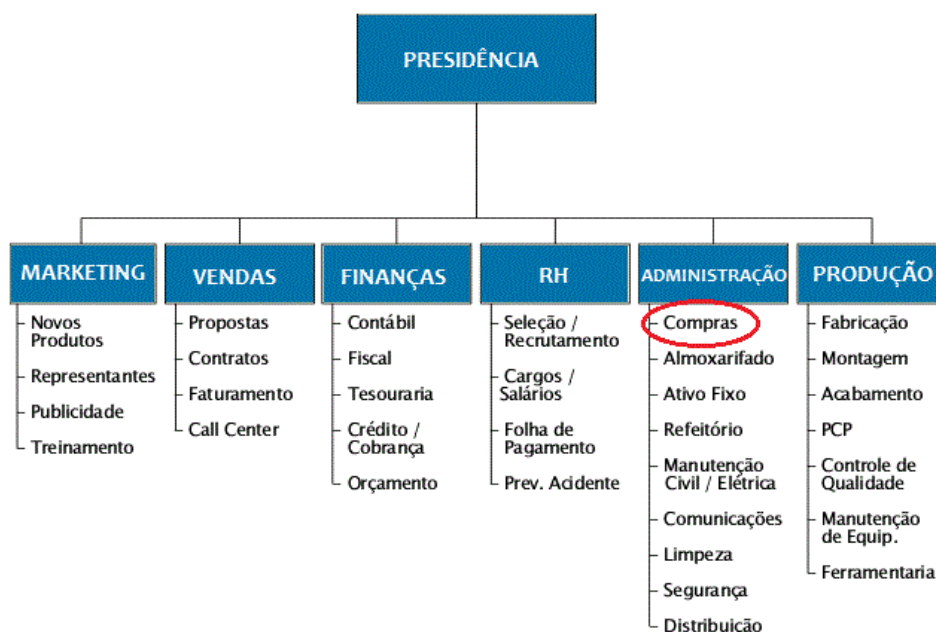 PRESIDÊNCIA
MARKETING
Novos
Produtos
Representantes
Publicidade
Treinamento
VENDAS
Propostas
Contratos
Faturamento
Call Center
FINANÇAS
Contábil
Fiscal
Tesouraria
Crédito /
Cobrança
Orçamento
RH
Seleção /
Recrutamento
Cargos /
Salários
Folha de
Pagamento
Prev. Acidente
ADMINISTRAÇÃO
Compras
Almoxarifado
Ativo Fixo
Refeitório
Manutenção
Civil / Elétrica
Comunicações
Limpeza
Segurança
Distribuição
PRODUÇÃO
Fabricação
Montagem
Acabamento
PCP
Controle de
Qualidade
Manutenção
de Equip.
Ferramentaria